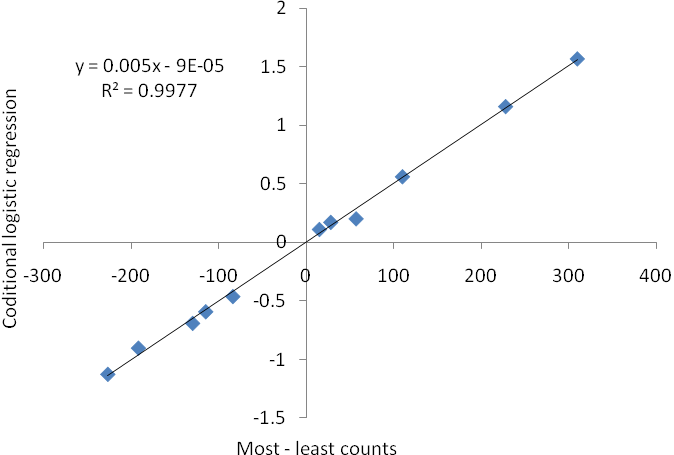 2
y = 0.005x - 9E-05
R² = 0.9977
1.5
1
0.5
0
-0.5
-1
-1.5
-300 -200 -100 0 100 200 300 400
Coditional logistic regression
Most - least counts